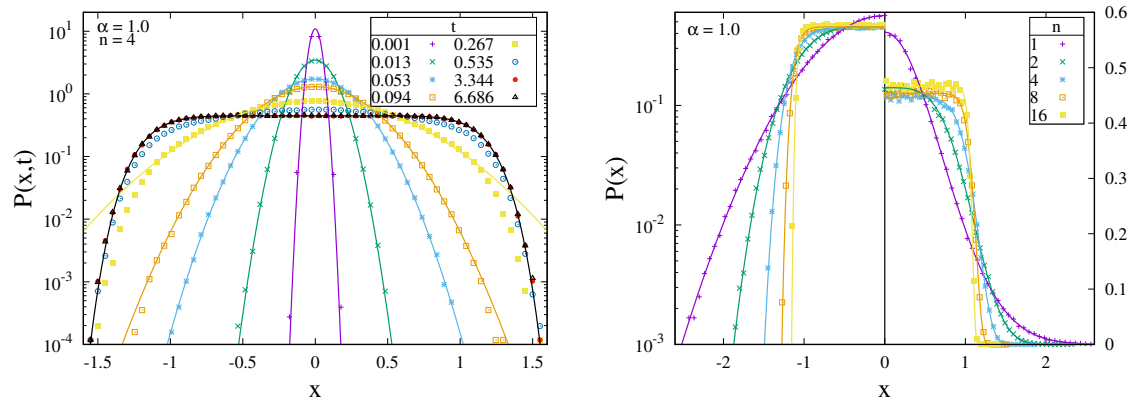 α = 1.0
n = 4
t
0.001 0.267
0.013 0.535
0.053 3.344
0.094 6.686
P(x,t)
10^1
10^0
10^-1
10^-2
10^-3
10^-4
-1.5 -1 -0.5 0 0.5 1 1.5
x
α = 1.0
n
1
2
4
8
16
P(x)
10^-1
10^-2
10^-3
0.6
0.5
0.4
0.3
0.2
0.1
0
-2 -1 0 1 2
x